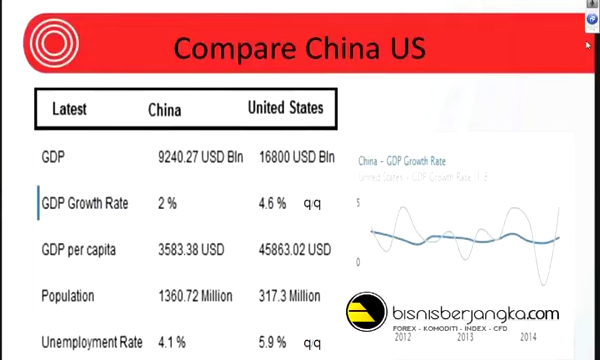 Compare China US
Latest China United States
GDP 9240.27 USD Bln 16800 USD Bln
GDP Growth Rate 2 % 4.6 % qq
GDP per capita 3583.38 USD 45863.02 USD
Population 1360.72 Million 317.3 Million
Unemployment Rate 4.1 % 5.9 % qq
China - GDP Growth Rate
United States - GDP Growth Rate
5
0
bisnisberjangka.com
FOREX - KOMODITI - INDEX - CFD
2012 2013 2014